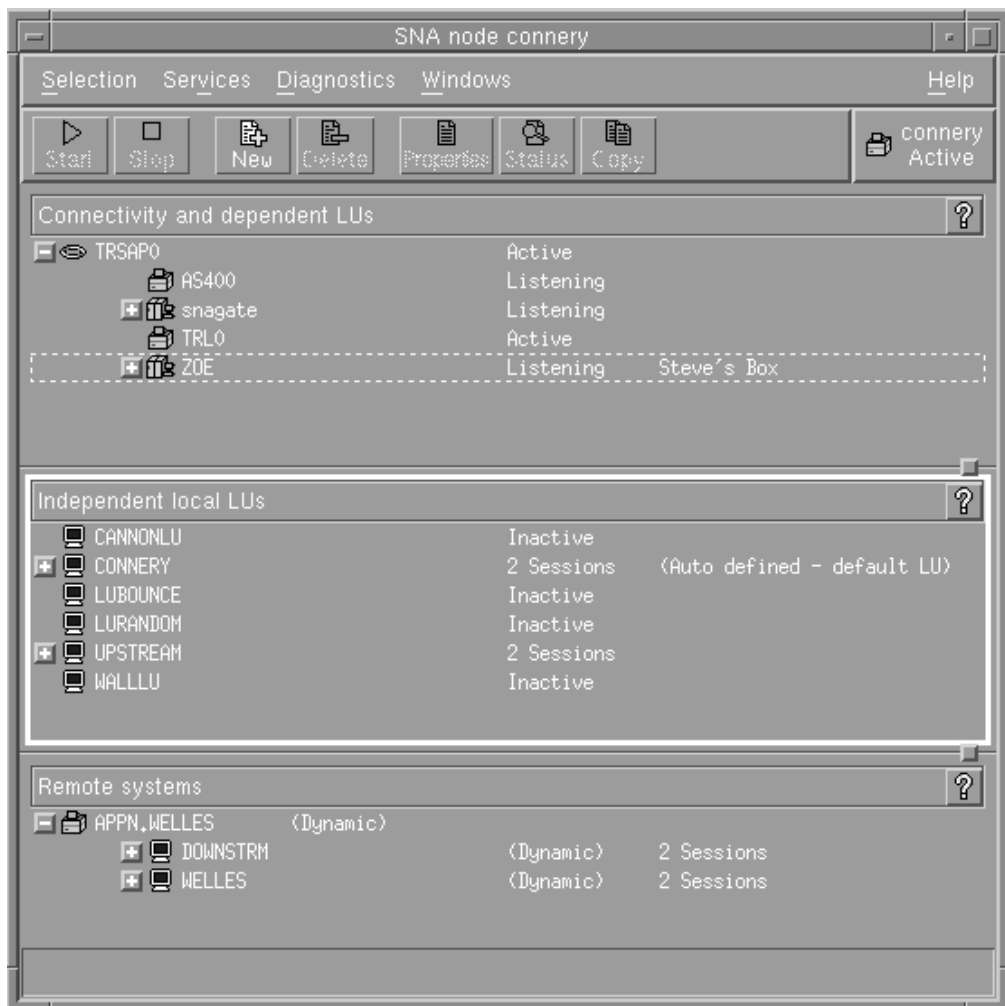 SNA node connery
Selection Services Diagnostics Windows Help
Start Stop New Delete Properties Status Copy connery Active
Connectivity and dependent LUs ?
TRSAP0 Active
AS400 Listening
snagate Listening
TRL0 Active
ZOE Listening Steve's Box
Independent local LUs ?
CANNONLU Inactive
CONNERY 2 Sessions (Auto defined - default LU)
LUBOUNCE Inactive
LURANDOM Inactive
UPSTREAM 2 Sessions
WALLLU Inactive
Remote systems ?
APPN.WELLES (Dynamic)
DOWNSTRM (Dynamic) 2 Sessions
WELLES (Dynamic) 2 Sessions